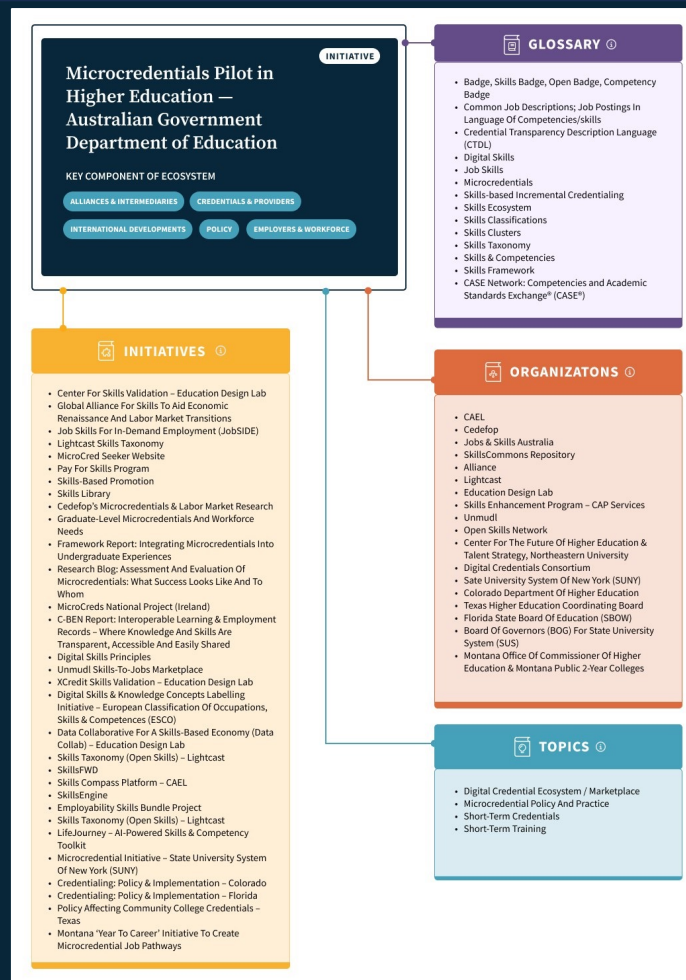 INITIATIVE
Microcredentials Pilot in
Higher Education —
Australian Government
Department of Education
KEY COMPONENT OF ECOSYSTEM
ALLIANCES & INTERMEDIARIES
CREDENTIALS & PROVIDERS
INTERNATIONAL DEVELOPMENTS
POLICY
EMPLOYERS & WORKFORCE
GLOSSARY
• Badge, Skills Badge, Open Badge, Competency
Badge
• Common Job Descriptions; Job Postings In
Language Of Competencies/skills
• Credential Transparency Description Language
(CTDL)
• Digital Skills
• Job Skills
• Microcredentials
• Skills-based Incremental Credentialing
• Skills Ecosystem
• Skills Classifications
• Skills Clusters
• Skills Taxonomy
• Skills & Competencies
• Skills Framework
• CASE Network: Competencies and Academic
Standards Exchange® (CASE®)
INITIATIVES
• Center For Skills Validation – Education Design Lab
• Global Alliance For Skills To Aid Economic
Renaissance And Labor Market Transitions
• Job Skills For In-Demand Employment (JobSIDE)
• Lightcast Skills Taxonomy
• MicroCred Seeker Website
• Pay For Skills Program
• Skills-Based Promotion
• Skills Library
• Cedefop's Microcredentials & Labor Market Research
• Graduate-Level Microcredentials And Workforce
Needs
• Framework Report: Integrating Microcredentials Into
Undergraduate Experiences
• Research Blog: Assessment And Evaluation Of
Microcredentials: What Success Looks Like And To
Whom
• MicroCreds National Project (Ireland)
• C-BEN Report: Interoperable Learning & Employment
Records – Where Knowledge And Skills Are
Transparent, Accessible And Easily Shared
• Digital Skills Principles
• Unmudl Skills-To-Jobs Marketplace
• XCredit Skills Validation – Education Design Lab
• Digital Skills & Knowledge Concepts Labelling
Initiative – European Classification Of Occupations,
Skills & Competences (ESCO)
• Data Collaborative For A Skills-Based Economy (Data
Collab) – Education Design Lab
• Skills Taxonomy (Open Skills) – Lightcast
• SkillsFWD
• Skills Compass Platform – CAEL
• SkillsEngine
• Employability Skills Bundle Project
• Skills Taxonomy (Open Skills) – Lightcast
• LifeJourney – AI-Powered Skills & Competency
Toolkit
• Microcredential Initiative – State University System
Of New York (SUNY)
• Credentialing: Policy & Implementation – Colorado
• Credentialing: Policy & Implementation – Florida
• Policy Affecting Community College Credentials –
Texas
• Montana 'Year To Career' Initiative To Create
Microcredential Job Pathways
ORGANIZATONS
• CAEL
• Cedefop
• Jobs & Skills Australia
• SkillsCommons Repository
• Alliance
• Lightcast
• Education Design Lab
• Skills Enhancement Program – CAP Services
• Unmudl
• Open Skills Network
• Center For The Future Of Higher Education &
Talent Strategy, Northeastern University
• Digital Credentials Consortium
• Sate University System Of New York (SUNY)
• Colorado Department Of Higher Education
• Texas Higher Education Coordinating Board
• Florida State Board Of Education (SBOW)
• Board Of Governors (BOG) For State University
System (SUS)
• Montana Office Of Commissioner Of Higher
Education & Montana Public 2-Year Colleges
TOPICS
• Digital Credential Ecosystem / Marketplace
• Microcredential Policy And Practice
• Short-Term Credentials
• Short-Term Training